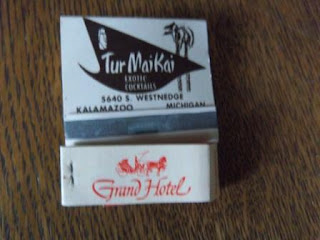 Tur Mai Kai
EXOTIC
COCKTAILS
5640 S. WESTNEDGE
KALAMAZOO MICHIGAN
Grand Hotel